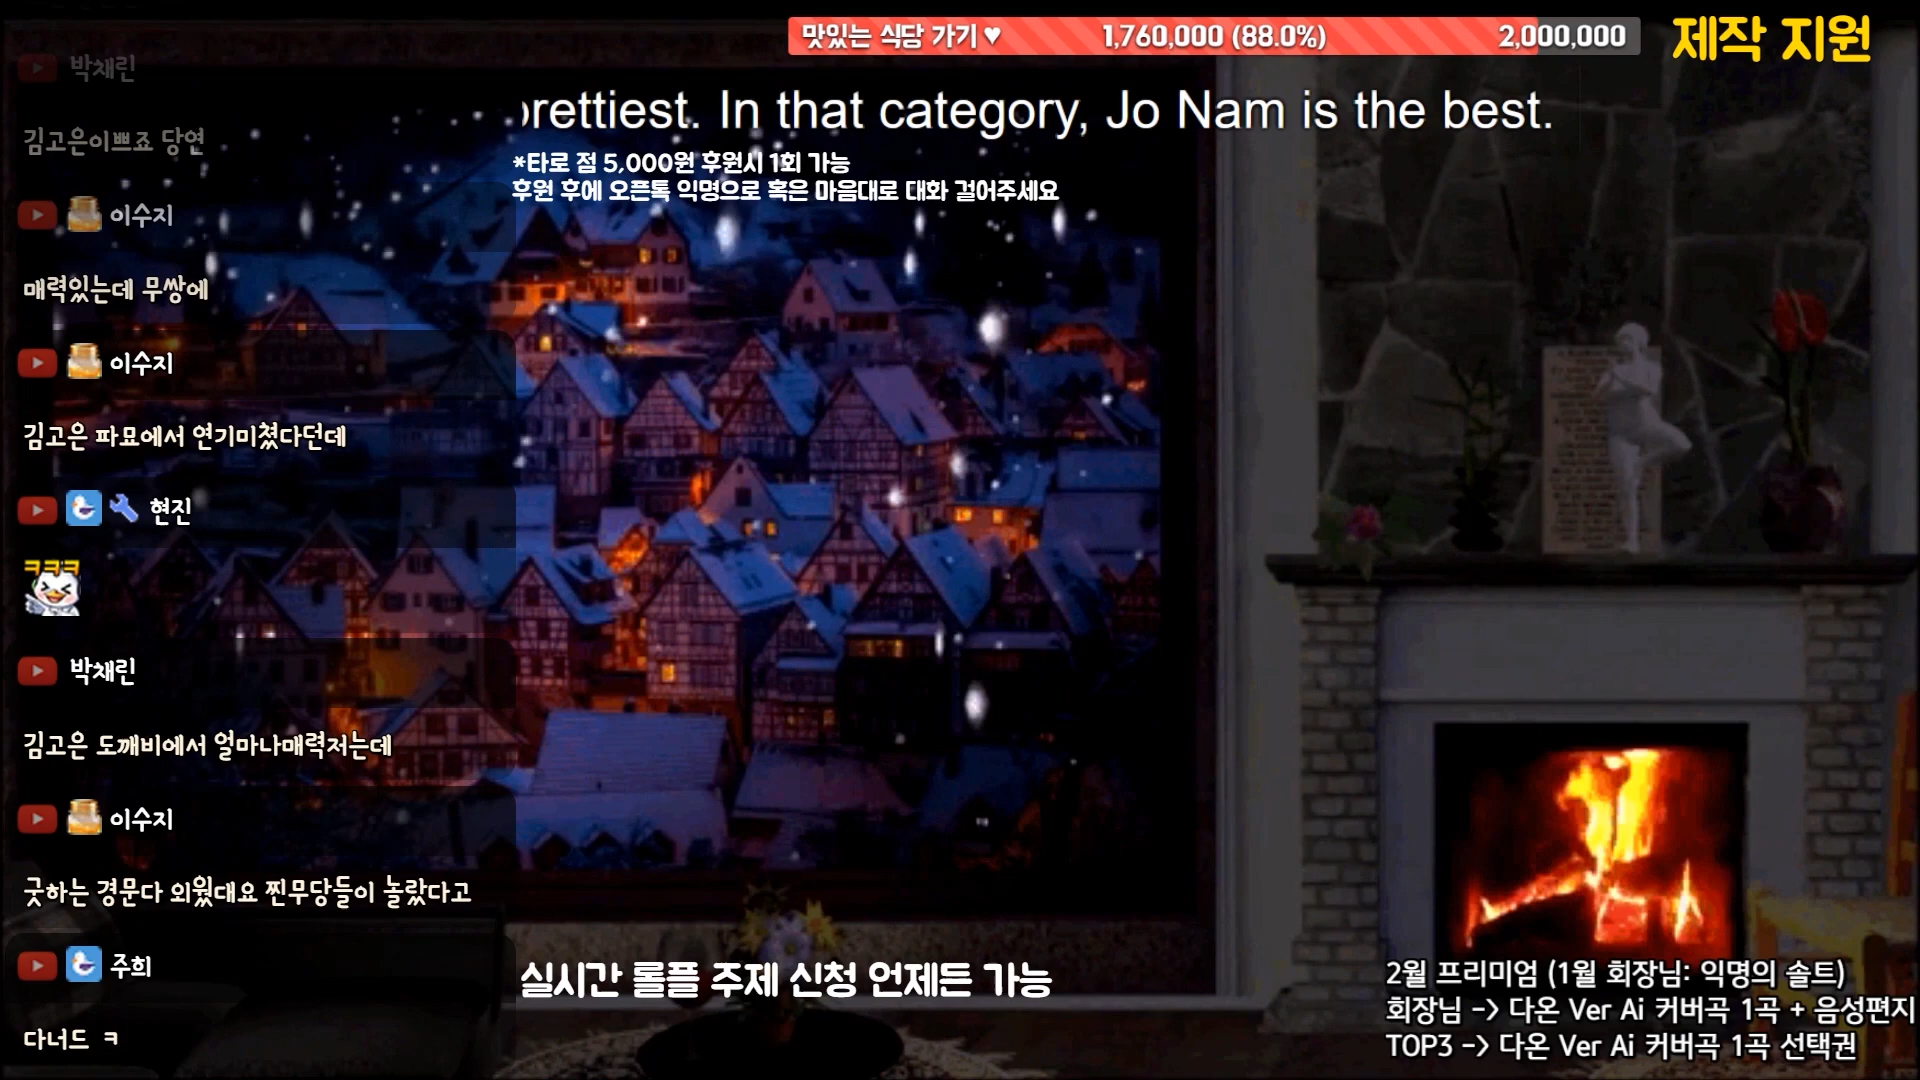 맛있는 식당 가기 ♥ 1,760,000 (88.0%) 2,000,000
제작 지원
박채린
김고은이쁘죠 당연
이수지
매력있는데 무쌍에
이수지
김고은 파묘에서 연기미쳤다던데
현진
ㅋㅋㅋ
박채린
김고은 도깨비에서 얼마나매력저는데
이수지
굿하는 경문다 외웠대요 찐무당들이 놀랐다고
주희
다너드 ㅋ
prettiest. In that category, Jo Nam is the best.
*타로 점 5,000원 후원시 1회 가능
후원 후에 오픈톡 익명으로 혹은 마음대로 대화 걸어주세요
실시간 롤플 주제 신청 언제든 가능
2월 프리미엄 (1월 회장님: 익명의 솔트)
회장님 -> 다온 Ver Ai 커버곡 1곡 + 음성편지
TOP3 -> 다온 Ver Ai 커버곡 1곡 선택권